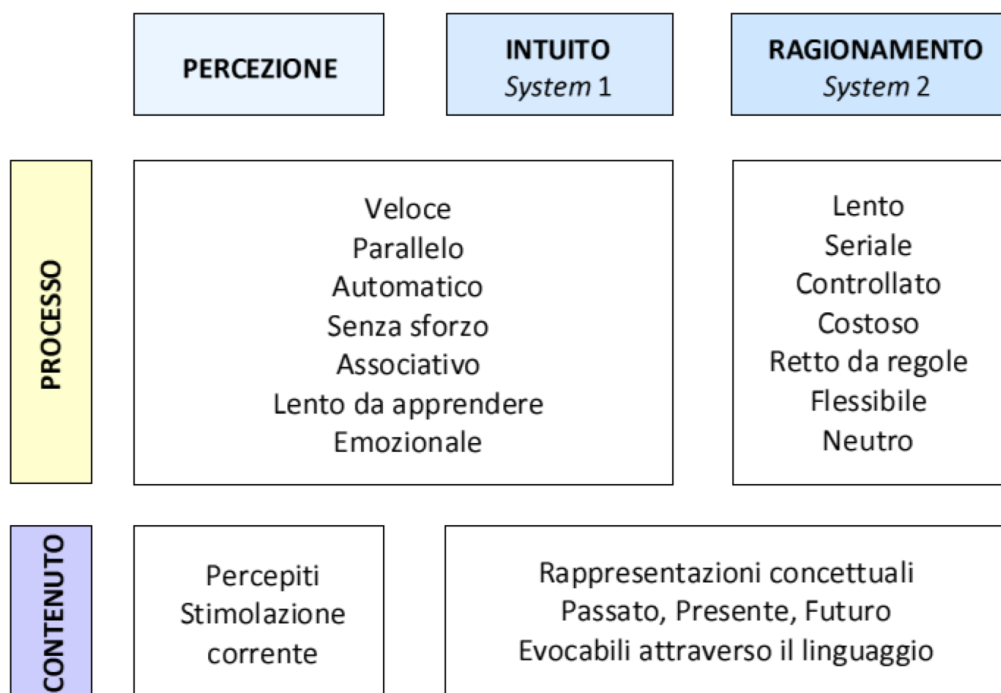 PERCEZIONE
INTUITO
System 1
RAGIONAMENTO
System 2
PROCESSO
Veloce
Parallelo
Automatico
Senza sforzo
Associativo
Lento da apprendere
Emozionale
Lento
Seriale
Controllato
Costoso
Retto da regole
Flessibile
Neutro
CONTENUTO
Percepiti
Stimolazione
corrente
Rappresentazioni concettuali
Passato, Presente, Futuro
Evocabili attraverso il linguaggio